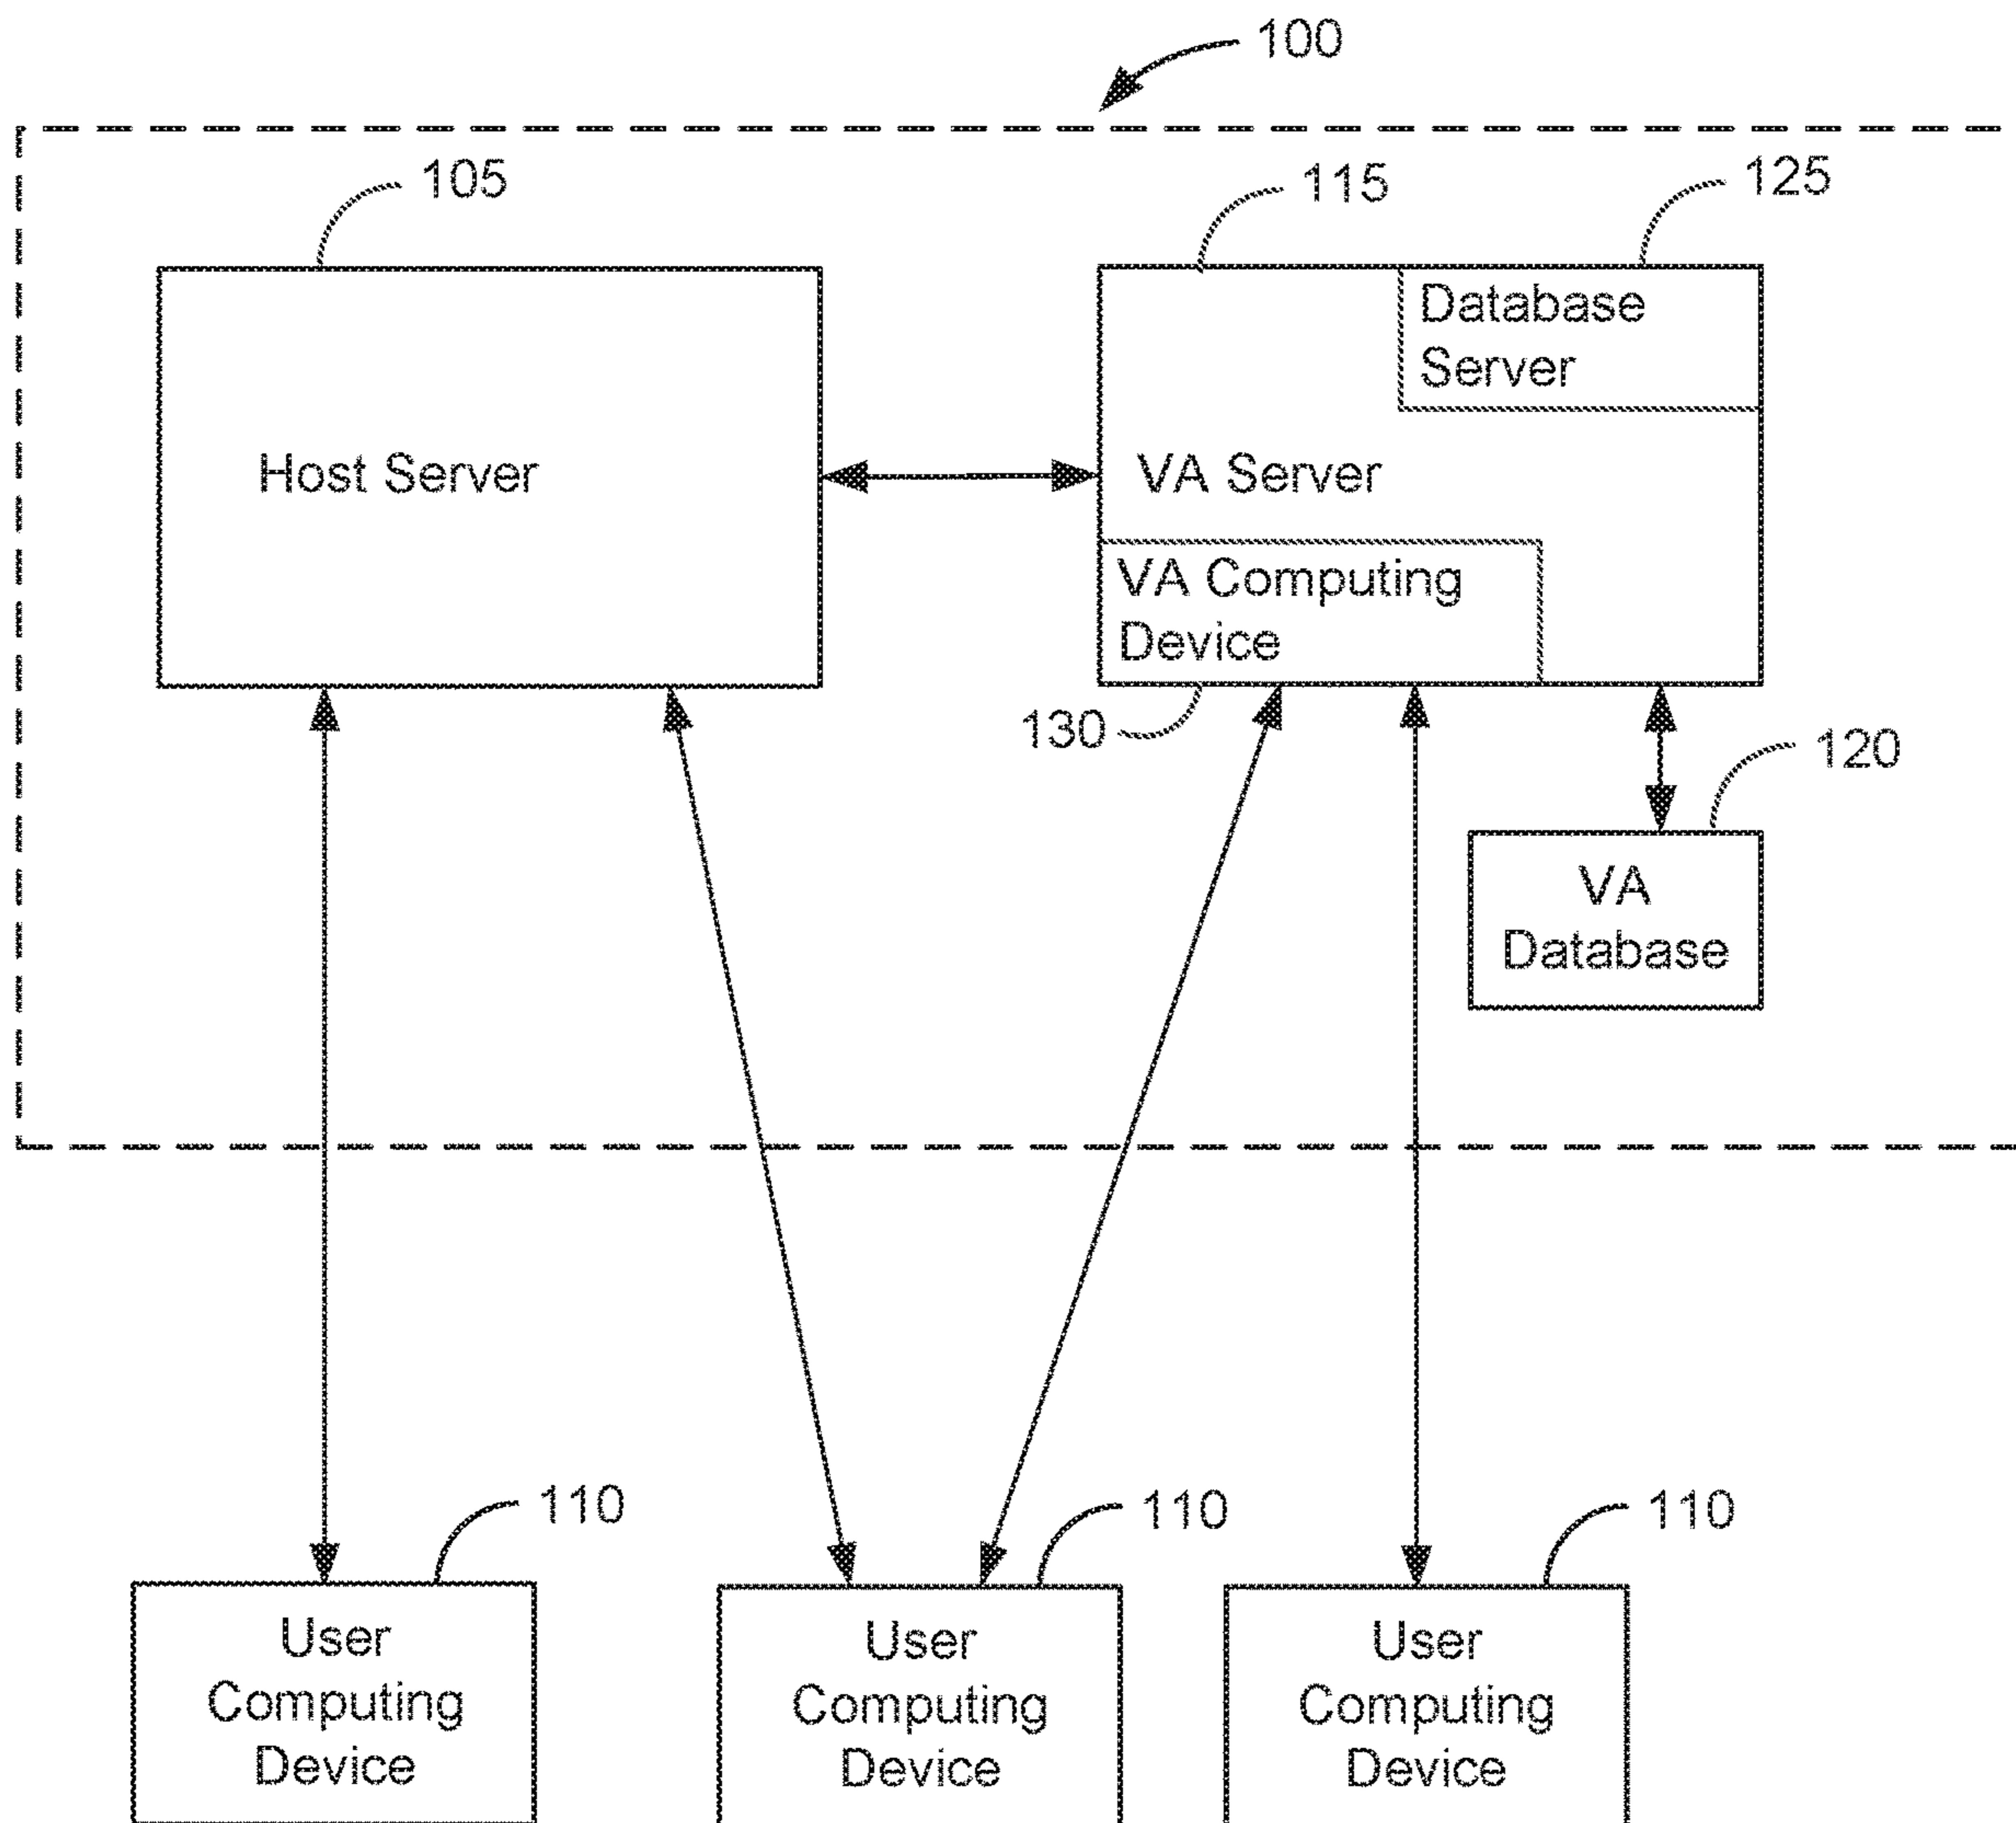 100
105
115
125
Database
Server
Host Server
VA Server
VA Computing
Device
130
120
VA
Database
110
110
110
User
Computing
Device
User
Computing
Device
User
Computing
Device